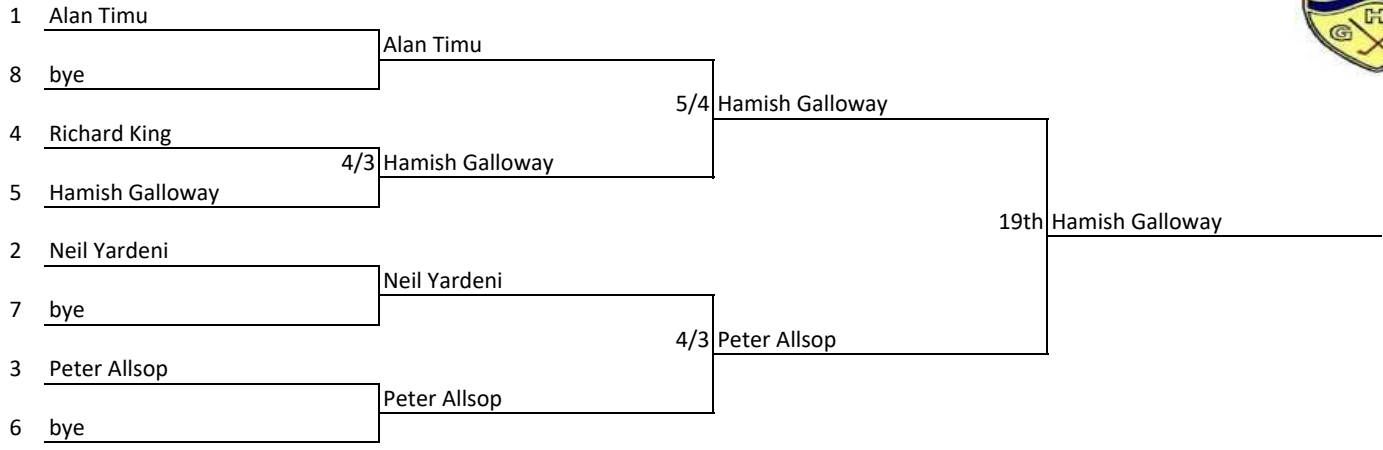 1 Alan Timu
Alan Timu
8 bye
5/4 Hamish Galloway
4 Richard King
4/3 Hamish Galloway
5 Hamish Galloway
19th Hamish Galloway
2 Neil Yardeni
Neil Yardeni
7 bye
4/3 Peter Allsop
3 Peter Allsop
Peter Allsop
6 bye
G H